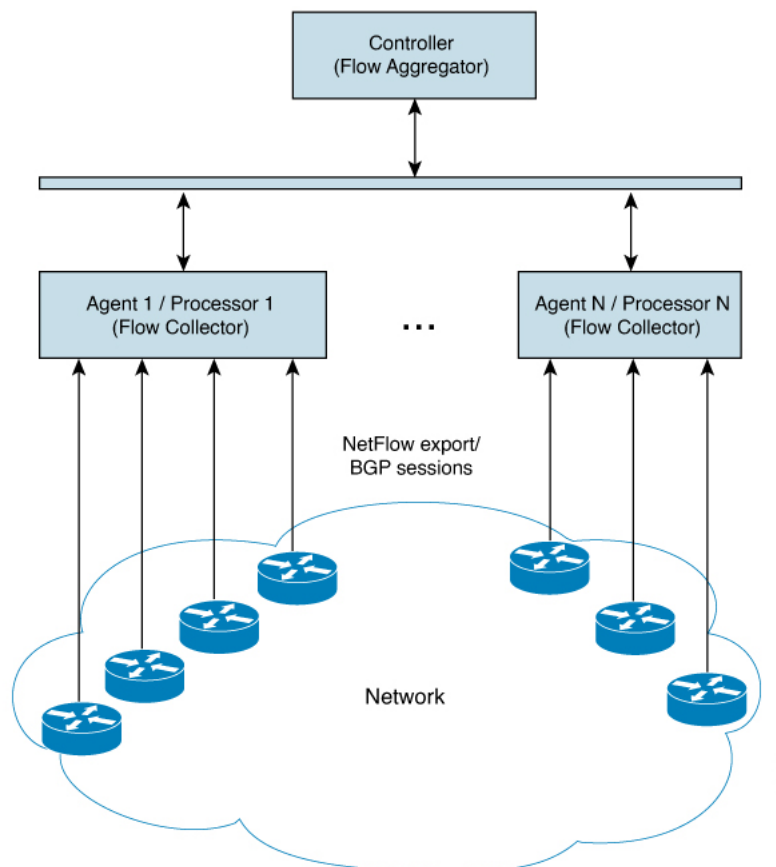 Controller
(Flow Aggregator)
Agent 1 / Processor 1
(Flow Collector)
...
Agent N / Processor N
(Flow Collector)
NetFlow export/
BGP sessions
Network